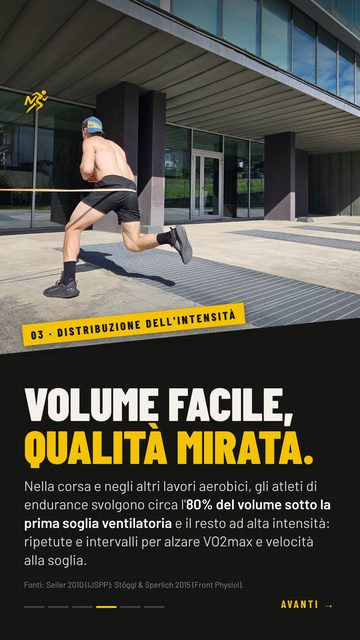 03 · DISTRIBUZIONE DELL'INTENSITÀ
VOLUME FACILE,
QUALITÀ MIRATA.
Nella corsa e negli altri lavori aerobici, gli atleti di
endurance svolgono circa l'80% del volume sotto la
prima soglia ventilatoria e il resto ad alta intensità:
ripetute e intervalli per alzare VO2max e velocità
alla soglia.
Fonti: Seiler 2010 (IJSPP); Stöggl & Sperlich 2015 (Front Physiol).
AVANTI →